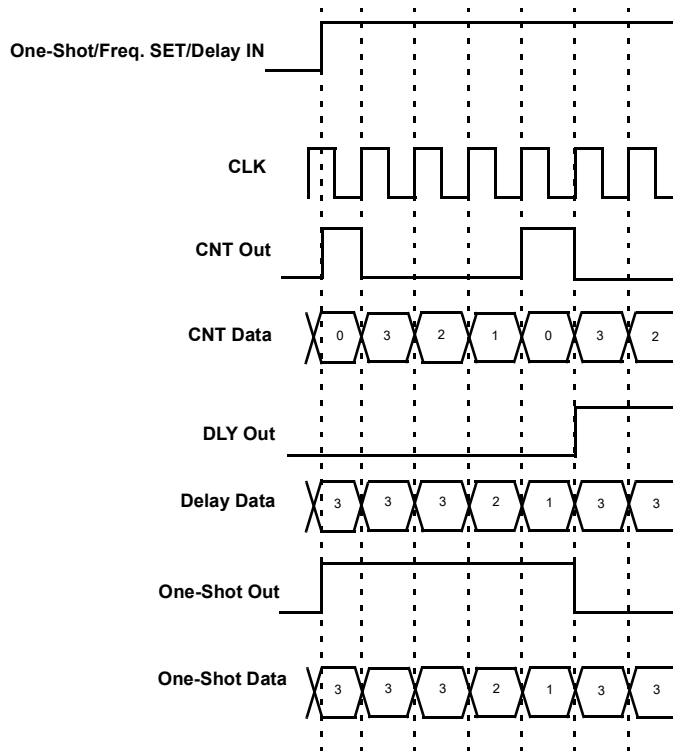 One-Shot/Freq. SET/Delay IN
CLK
CNT Out
CNT Data
0 3 2 1 0 3 2
DLY Out
Delay Data
3 3 3 2 1 3 3
One-Shot Out
One-Shot Data
3 3 3 2 1 3 3